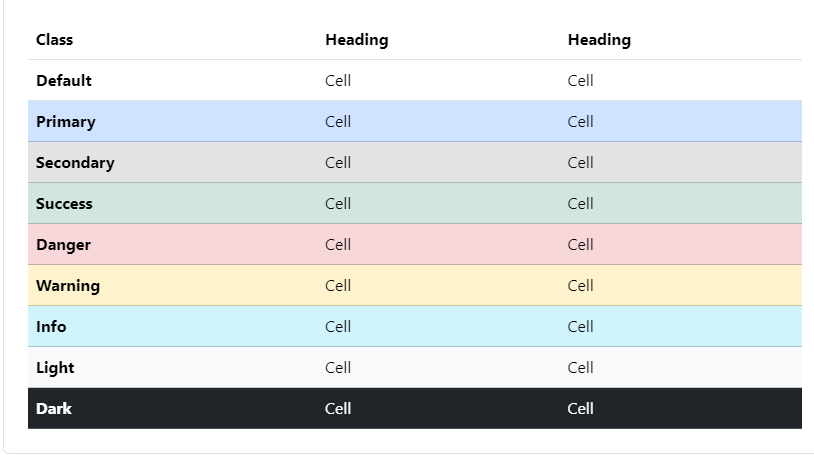 Class Heading Heading
Default Cell Cell
Primary Cell Cell
Secondary Cell Cell
Success Cell Cell
Danger Cell Cell
Warning Cell Cell
Info Cell Cell
Light Cell Cell
Dark Cell Cell